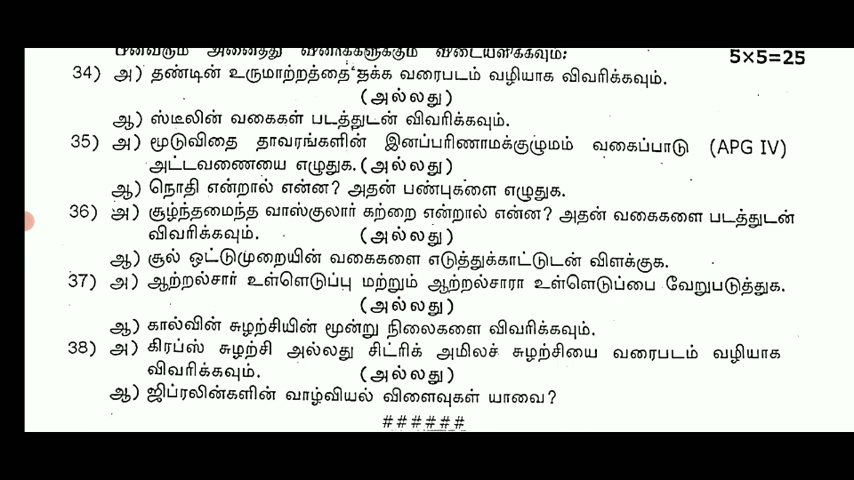 பின்வரும் அனைத்து வினாக்களுக்கும் விடையளிக்கவும்: 5×5=25
34) அ) தண்டின் உருமாற்றத்தை தக்க வரைபடம் வழியாக விவரிக்கவும்.
(அல்லது)
ஆ) ஸ்டீலின் வகைகள் படத்துடன் விவரிக்கவும்.
35) அ) மூடுவிதை தாவரங்களின் இனப்பரிணாமக்குழுமம் வகைப்பாடு (APG IV)
அட்டவணையை எழுதுக.(அல்லது)
ஆ) நொதி என்றால் என்ன? அதன் பண்புகளை எழுதுக.
36) அ) சூழ்ந்தமைந்த வாஸ்குலார் கற்றை என்றால் என்ன? அதன் வகைகளை படத்துடன்
விவரிக்கவும். (அல்லது)
ஆ) சூல் ஒட்டுமுறையின் வகைகளை எடுத்துக்காட்டுடன் விளக்குக.
37) அ) ஆற்றல்சார் உள்ளெடுப்பு மற்றும் ஆற்றல்சாரா உள்ளெடுப்பை வேறுபடுத்துக.
(அல்லது)
ஆ) கால்வின் சுழற்சியின் மூன்று நிலைகளை விவரிக்கவும்.
38) அ) கிரப்ஸ் சுழற்சி அல்லது சிட்ரிக் அமிலச் சுழற்சியை வரைபடம் வழியாக
விவரிக்கவும். (அல்லது)
ஆ) ஜிப்ரலின்களின் வாழ்வியல் விளைவுகள் யாவை?
######